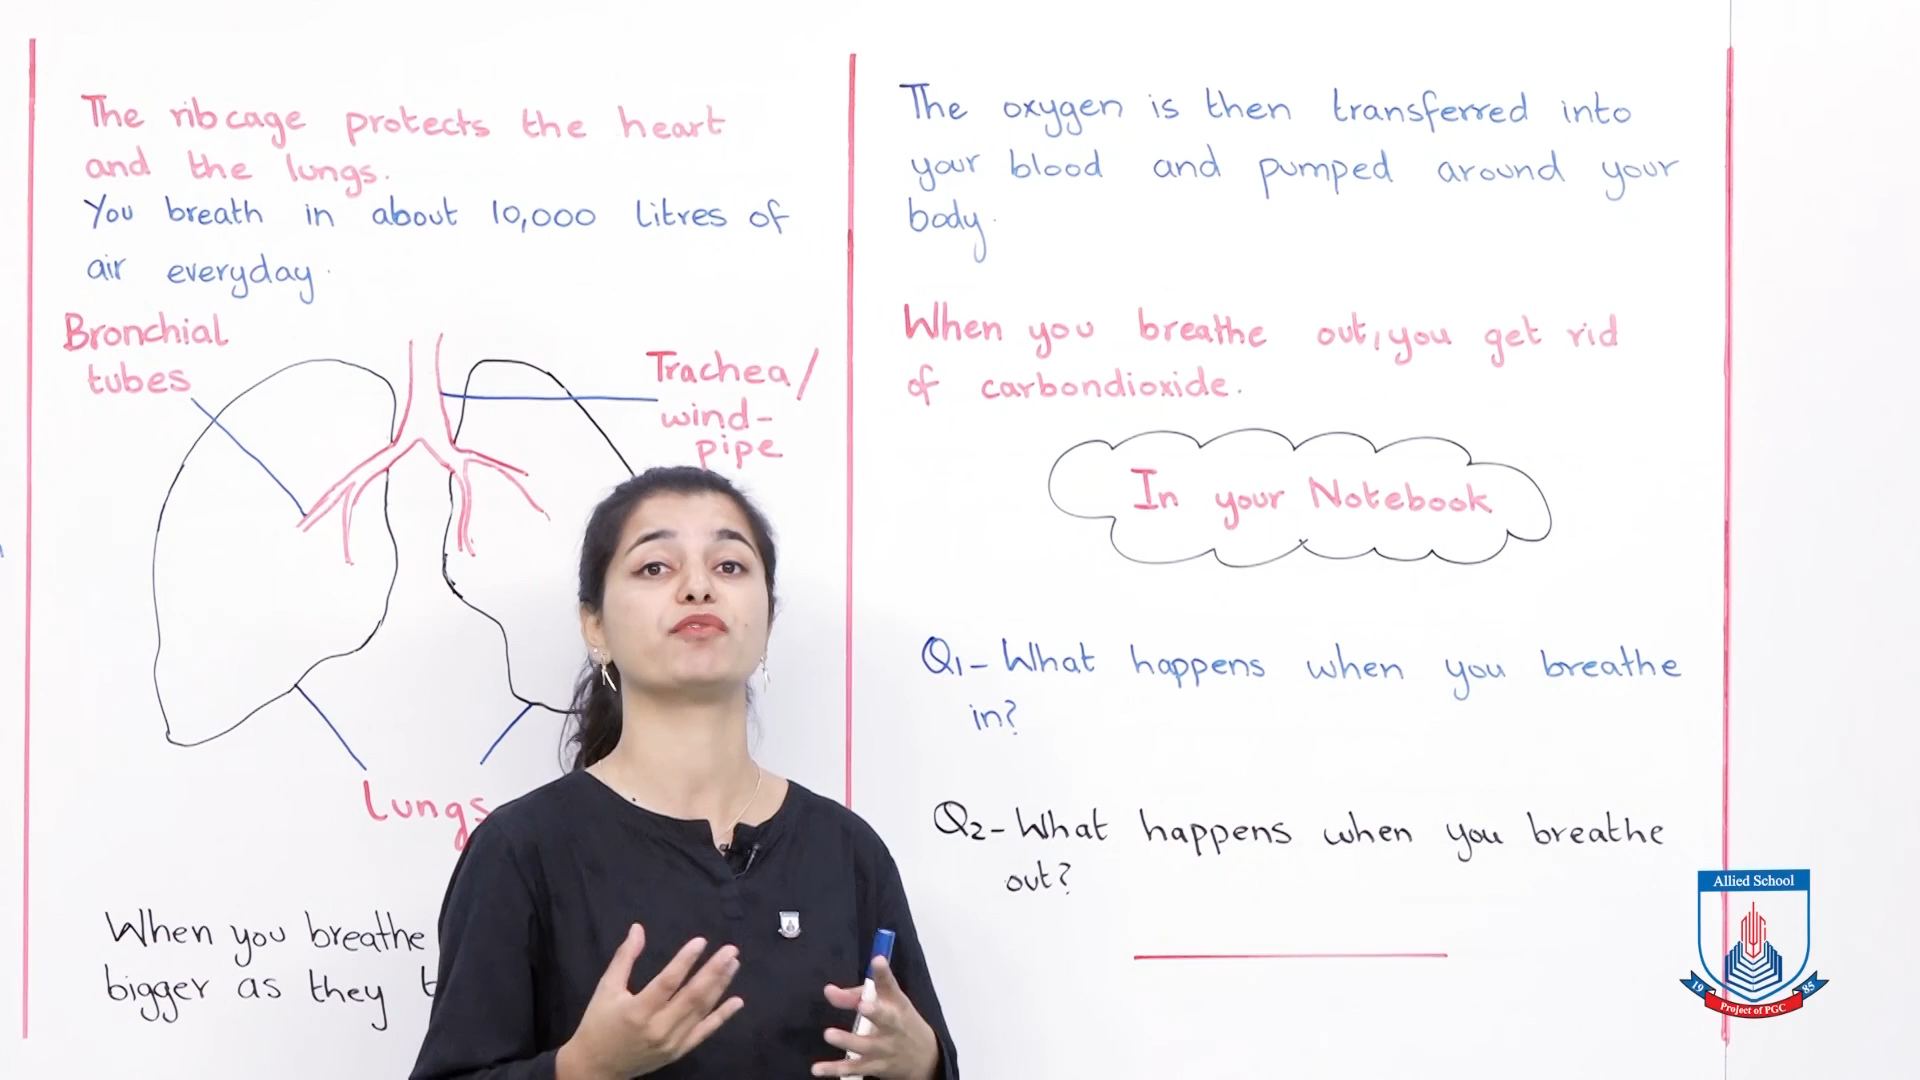 The ribcage protects the heart
and the lungs.
You breath in about 10,000 litres of
air everyday.
Bronchial
tubes
Trachea/
wind-
pipe
Lungs
When you breathe
bigger as they
The oxygen is then transferred into
your blood and pumped around your
body.
When you breathe out, you get rid
of carbondioxide.
In your Notebook
Q1- What happens when you breathe
in?
Q2- What happens when you breathe
out?
Allied School
19 85
Project of PGC